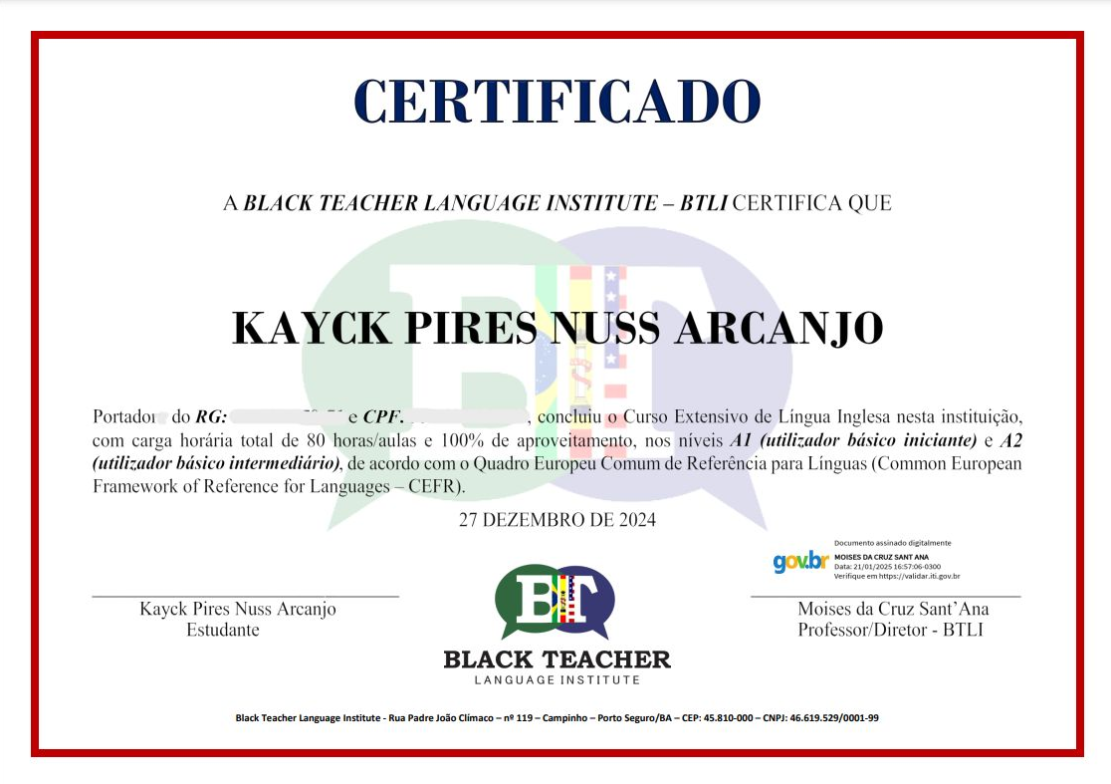 CERTIFICADO
A BLACK TEACHER LANGUAGE INSTITUTE – BTLI CERTIFICA QUE
KAYCK PIRES NUSS ARCANJO
Portador do RG: e CPF. , concluiu o Curso Extensivo de Língua Inglesa nesta instituição,
com carga horária total de 80 horas/aulas e 100% de aproveitamento, nos níveis A1 (utilizador básico iniciante) e A2
(utilizador básico intermediário), de acordo com o Quadro Europeu Comum de Referência para Línguas (Common European
Framework of Reference for Languages – CEFR).
27 DEZEMBRO DE 2024
gov.br
Documento assinado digitalmente
MOISES DA CRUZ SANT ANA
Data: 21/01/2025 16:57:06-0300
Verifique em https://validar.iti.gov.br
Kayck Pires Nuss Arcanjo
Estudante
BT
BLACK TEACHER
LANGUAGE INSTITUTE
Moises da Cruz Sant’Ana
Professor/Diretor - BTLI
Black Teacher Language Institute - Rua Padre João Clímaco – nº 119 – Campinho – Porto Seguro/BA – CEP: 45.810-000 – CNPJ: 46.619.529/0001-99